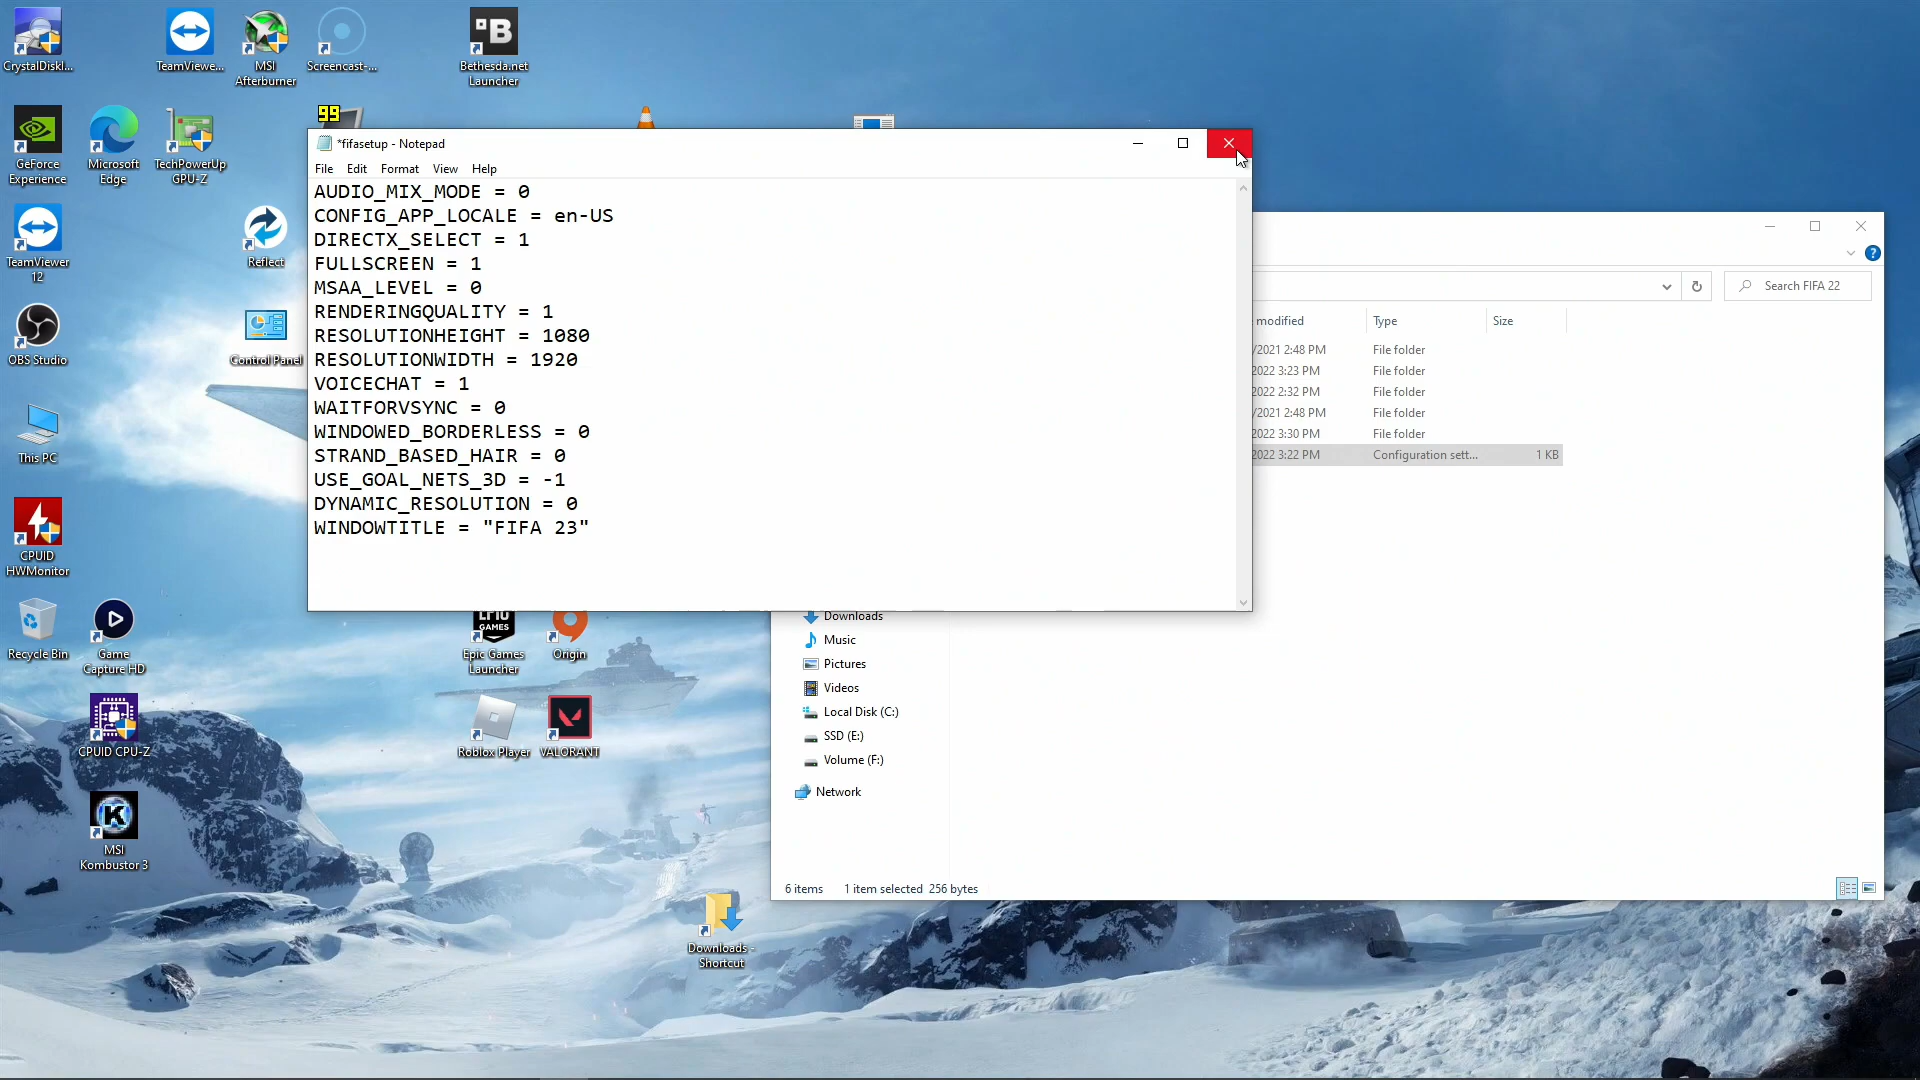 CrystalDiskI...
TeamViewe...
MSI
Afterburner
Screencast-...
B
Bethesda.net
Launcher
99
GeForce
Experience
Microsoft
Edge
TechPowerUp
GPU-Z
TeamViewer
12
Reflect
OBS Studio
Control Panel
This PC
CPUID
HWMonitor
Recycle Bin
Game
Capture HD
CPUID CPU-Z
K
MSI
Kombustor 3
*fifasetup - Notepad
File Edit Format View Help
AUDIO_MIX_MODE = 0
CONFIG_APP_LOCALE = en-US
DIRECTX_SELECT = 1
FULLSCREEN = 1
MSAA_LEVEL = 0
RENDERINGQUALITY = 1
RESOLUTIONHEIGHT = 1080
RESOLUTIONWIDTH = 1920
VOICECHAT = 1
WAITFORVSYNC = 0
WINDOWED_BORDERLESS = 0
STRAND_BASED_HAIR = 0
USE_GOAL_NETS_3D = -1
DYNAMIC_RESOLUTION = 0
WINDOWTITLE = "FIFA 23"
GAMES
Epic Games
Launcher
Origin
Roblox Player
VALORANT
Downloads -
Shortcut
Search FIFA 22
modified Type Size
/2021 2:48 PM File folder
2022 3:23 PM File folder
2022 2:32 PM File folder
/2021 2:48 PM File folder
2022 3:30 PM File folder
2022 3:22 PM Configuration sett... 1 KB
Downloads
Music
Pictures
Videos
Local Disk (C:)
SSD (E:)
Volume (F:)
Network
6 items 1 item selected 256 bytes